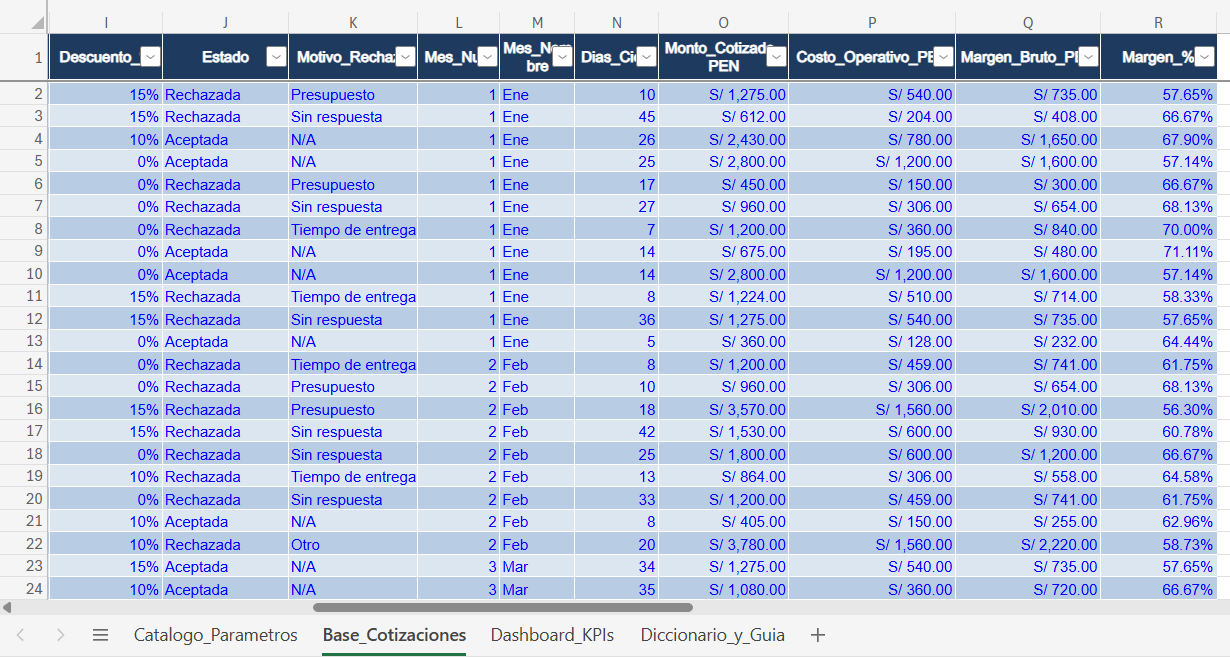 I J K L M N O P Q R
1 Descuento_ Estado Motivo_Recha Mes_Nu Mes_Nom Dias_Ci Monto_Cotizada Costo_Operativo_PE Margen_Bruto_P Margen_%
bre PEN
2 15% Rechazada Presupuesto 1 Ene 10 S/ 1,275.00 S/ 540.00 S/ 735.00 57.65%
3 15% Rechazada Sin respuesta 1 Ene 45 S/ 612.00 S/ 204.00 S/ 408.00 66.67%
4 10% Aceptada N/A 1 Ene 26 S/ 2,430.00 S/ 780.00 S/ 1,650.00 67.90%
5 0% Aceptada N/A 1 Ene 25 S/ 2,800.00 S/ 1,200.00 S/ 1,600.00 57.14%
6 0% Rechazada Presupuesto 1 Ene 17 S/ 450.00 S/ 150.00 S/ 300.00 66.67%
7 0% Rechazada Sin respuesta 1 Ene 27 S/ 960.00 S/ 306.00 S/ 654.00 68.13%
8 0% Rechazada Tiempo de entrega 1 Ene 7 S/ 1,200.00 S/ 360.00 S/ 840.00 70.00%
9 0% Aceptada N/A 1 Ene 14 S/ 675.00 S/ 195.00 S/ 480.00 71.11%
10 0% Aceptada N/A 1 Ene 14 S/ 2,800.00 S/ 1,200.00 S/ 1,600.00 57.14%
11 15% Rechazada Tiempo de entrega 1 Ene 8 S/ 1,224.00 S/ 510.00 S/ 714.00 58.33%
12 15% Rechazada Sin respuesta 1 Ene 36 S/ 1,275.00 S/ 540.00 S/ 735.00 57.65%
13 0% Aceptada N/A 1 Ene 5 S/ 360.00 S/ 128.00 S/ 232.00 64.44%
14 0% Rechazada Tiempo de entrega 2 Feb 8 S/ 1,200.00 S/ 459.00 S/ 741.00 61.75%
15 0% Rechazada Presupuesto 2 Feb 10 S/ 960.00 S/ 306.00 S/ 654.00 68.13%
16 15% Rechazada Presupuesto 2 Feb 18 S/ 3,570.00 S/ 1,560.00 S/ 2,010.00 56.30%
17 15% Rechazada Sin respuesta 2 Feb 42 S/ 1,530.00 S/ 600.00 S/ 930.00 60.78%
18 0% Rechazada Sin respuesta 2 Feb 25 S/ 1,800.00 S/ 600.00 S/ 1,200.00 66.67%
19 10% Rechazada Tiempo de entrega 2 Feb 13 S/ 864.00 S/ 306.00 S/ 558.00 64.58%
20 0% Rechazada Sin respuesta 2 Feb 33 S/ 1,200.00 S/ 459.00 S/ 741.00 61.75%
21 10% Aceptada N/A 2 Feb 8 S/ 405.00 S/ 150.00 S/ 255.00 62.96%
22 10% Rechazada Otro 2 Feb 20 S/ 3,780.00 S/ 1,560.00 S/ 2,220.00 58.73%
23 15% Aceptada N/A 3 Mar 34 S/ 1,275.00 S/ 540.00 S/ 735.00 57.65%
24 10% Aceptada N/A 3 Mar 35 S/ 1,080.00 S/ 360.00 S/ 720.00 66.67%
Catalogo_Parametros Base_Cotizaciones Dashboard_KPIs Diccionario_y_Guia